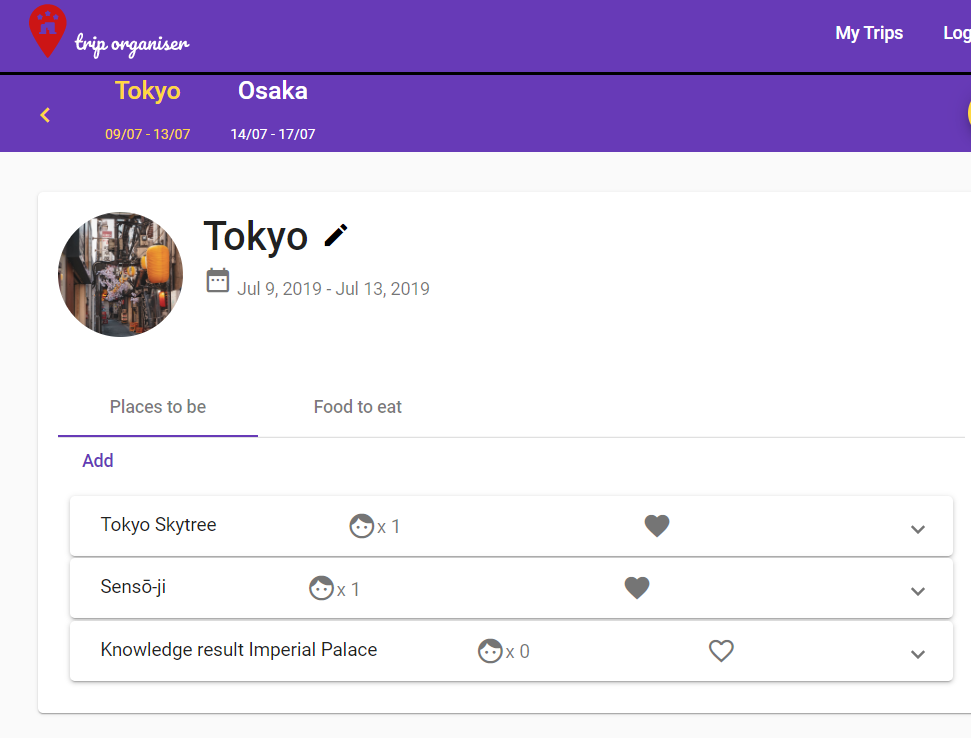 trip organiser
My Trips
Tokyo Osaka
09/07 - 13/07 14/07 - 17/07
Tokyo
Jul 9, 2019 - Jul 13, 2019
Places to be Food to eat
Add
Tokyo Skytree x 1
Sensō-ji x 1
Knowledge result Imperial Palace x 0